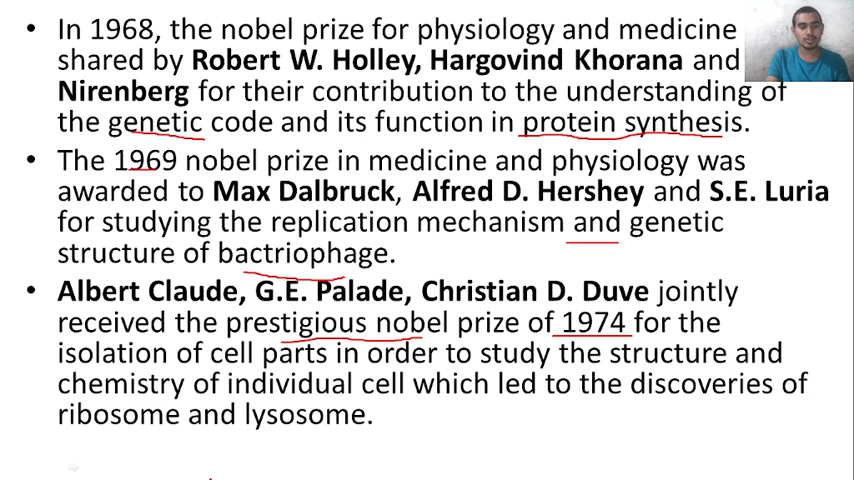 • In 1968, the nobel prize for physiology and medicine
shared by Robert W. Holley, Hargovind Khorana and
Nirenberg for their contribution to the understanding of
the genetic code and its function in protein synthesis.
• The 1969 nobel prize in medicine and physiology was
awarded to Max Dalbruck, Alfred D. Hershey and S.E. Luria
for studying the replication mechanism and genetic
structure of bactriophage.
• Albert Claude, G.E. Palade, Christian D. Duve jointly
received the prestigious nobel prize of 1974 for the
isolation of cell parts in order to study the structure and
chemistry of individual cell which led to the discoveries of
ribosome and lysosome.